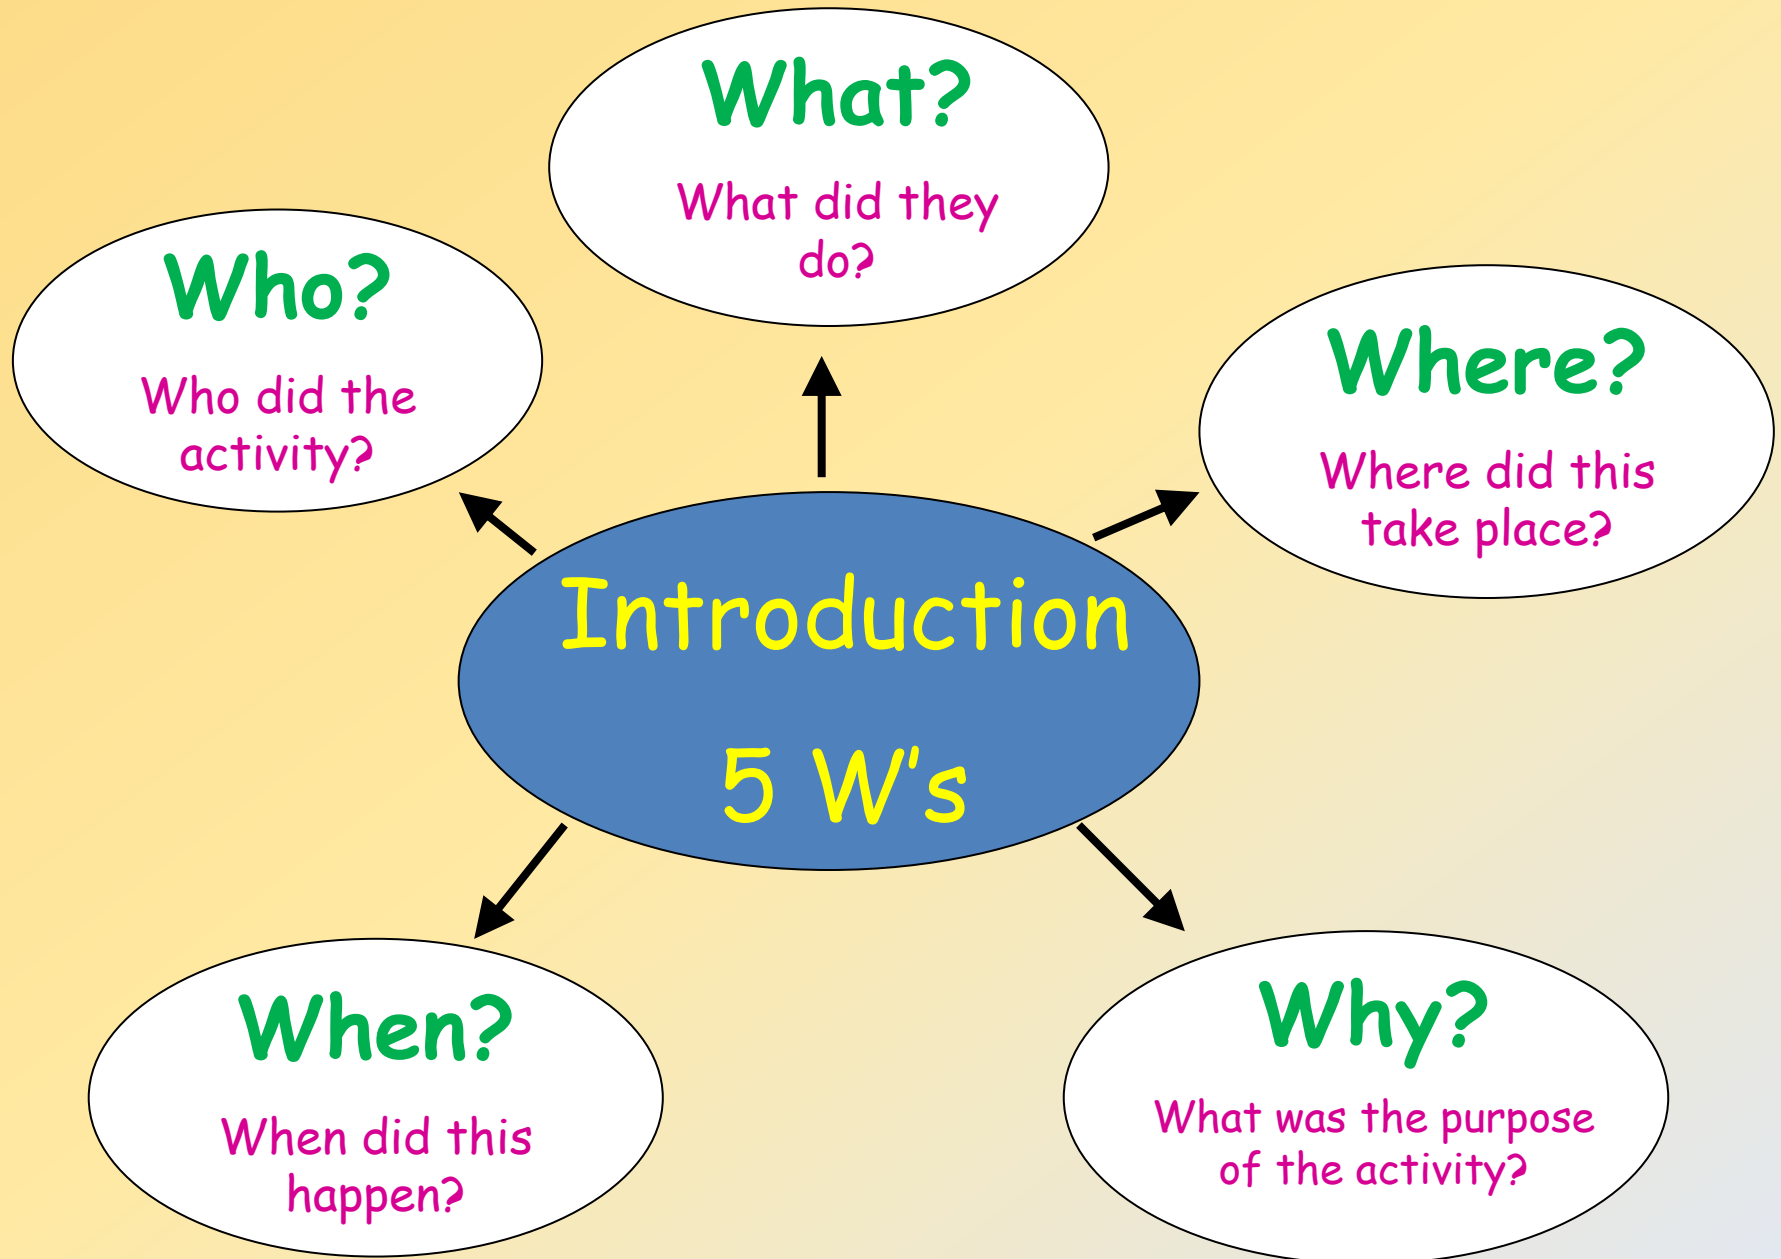 What?
What did they
do?
Who?
Who did the
activity?
Where?
Where did this
take place?
Introduction
5 W's
When?
When did this
happen?
Why?
What was the purpose
of the activity?